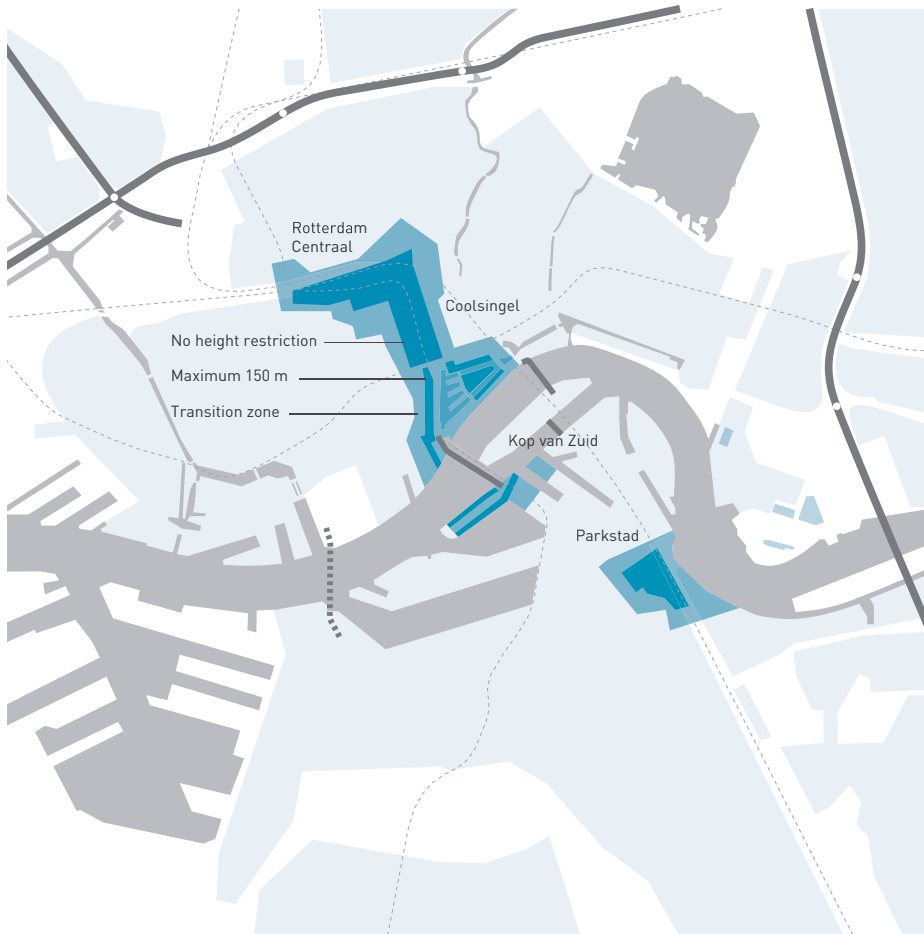 Rotterdam
Centraal
Coolsingel
No height restriction
Maximum 150 m
Transition zone
Kop van Zuid
Parkstad